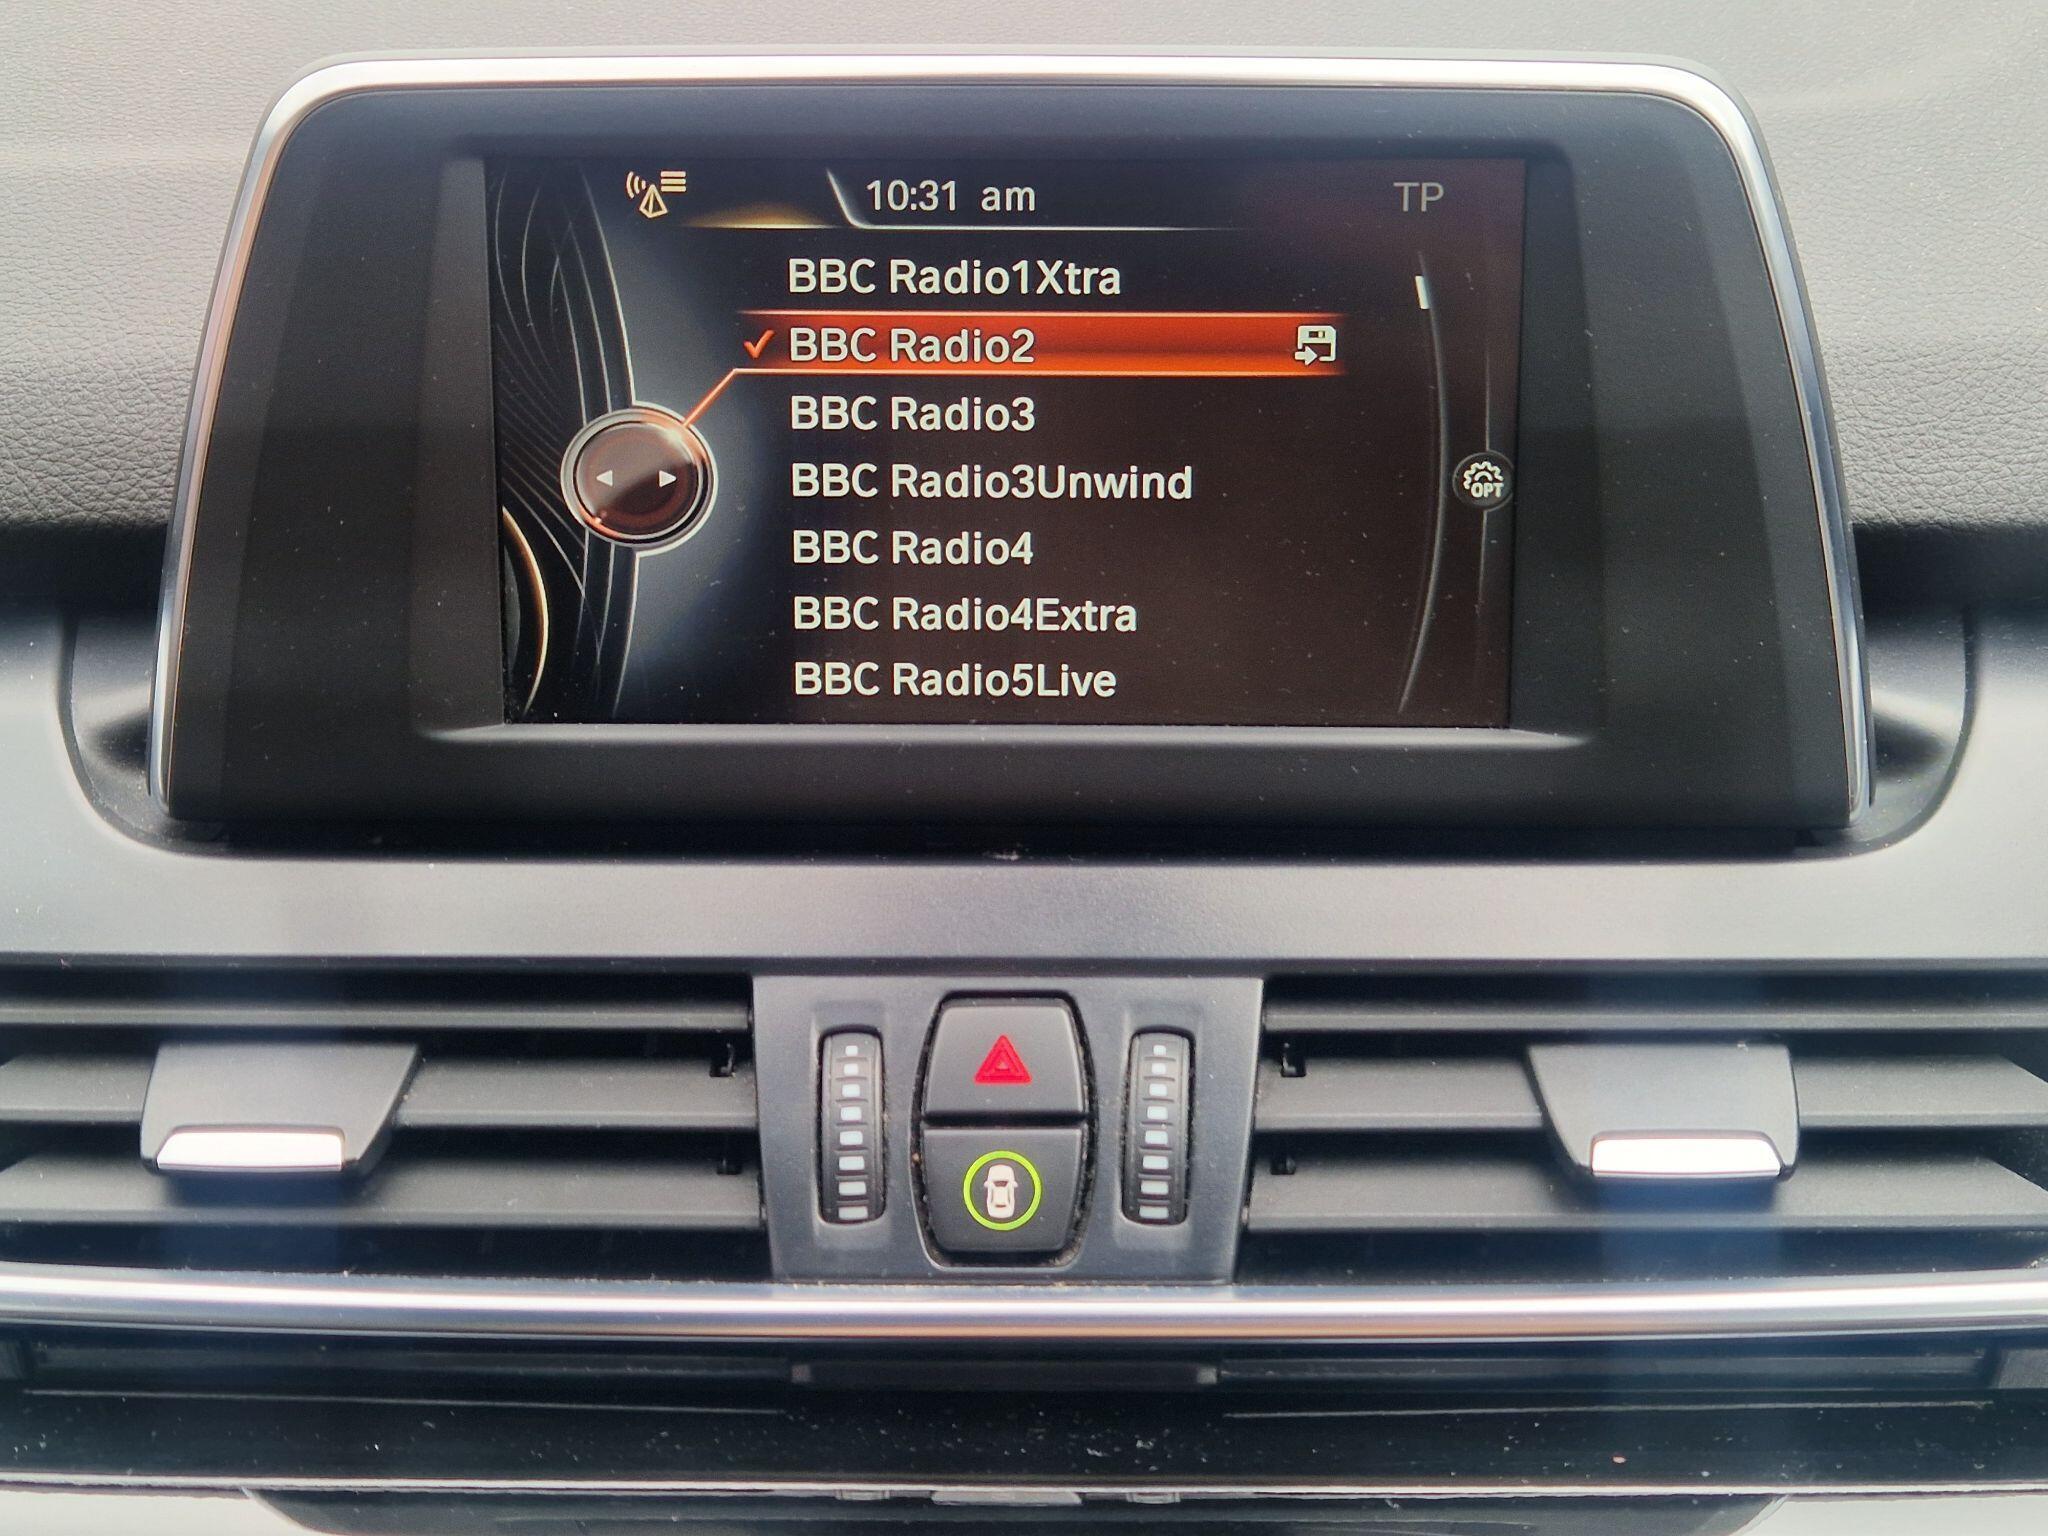 10:31 am TP
BBC Radio1Xtra
BBC Radio2
BBC Radio3
BBC Radio3Unwind
OPT
BBC Radio4
BBC Radio4Extra
BBC Radio5Live